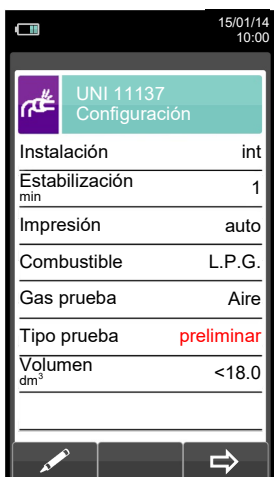 15/01/14
10:00
UNI 11137
Configuración
Instalación int
Estabilización 1
min
Impresión auto
Combustible L.P.G.
Gas prueba Aire
Tipo prueba preliminar
Volumen <18.0
dm³